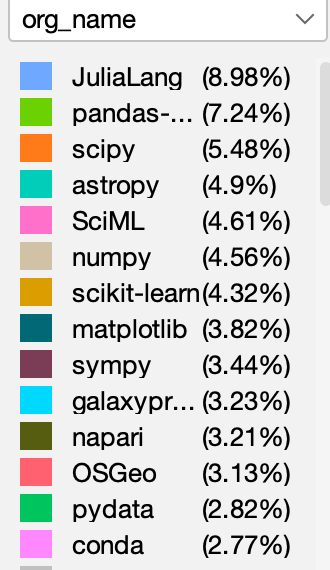 org_name
JuliaLang (8.98%)
pandas-... (7.24%)
scipy (5.48%)
astropy (4.9%)
SciML (4.61%)
numpy (4.56%)
scikit-learn (4.32%)
matplotlib (3.82%)
sympy (3.44%)
galaxypr... (3.23%)
napari (3.21%)
OSGeo (3.13%)
pydata (2.82%)
conda (2.77%)